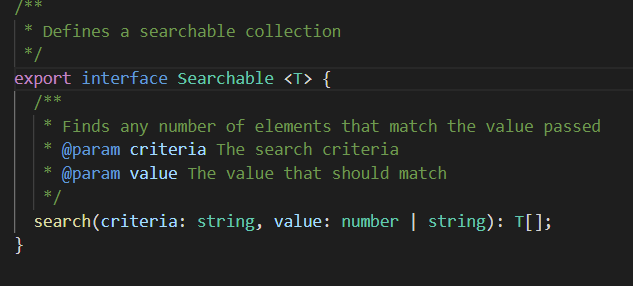 /**
 * Defines a searchable collection
 */
export interface Searchable <T> {
  /**
   * Finds any number of elements that match the value passed
   * @param criteria The search criteria
   * @param value The value that should match
   */
  search(criteria: string, value: number | string): T[];
}